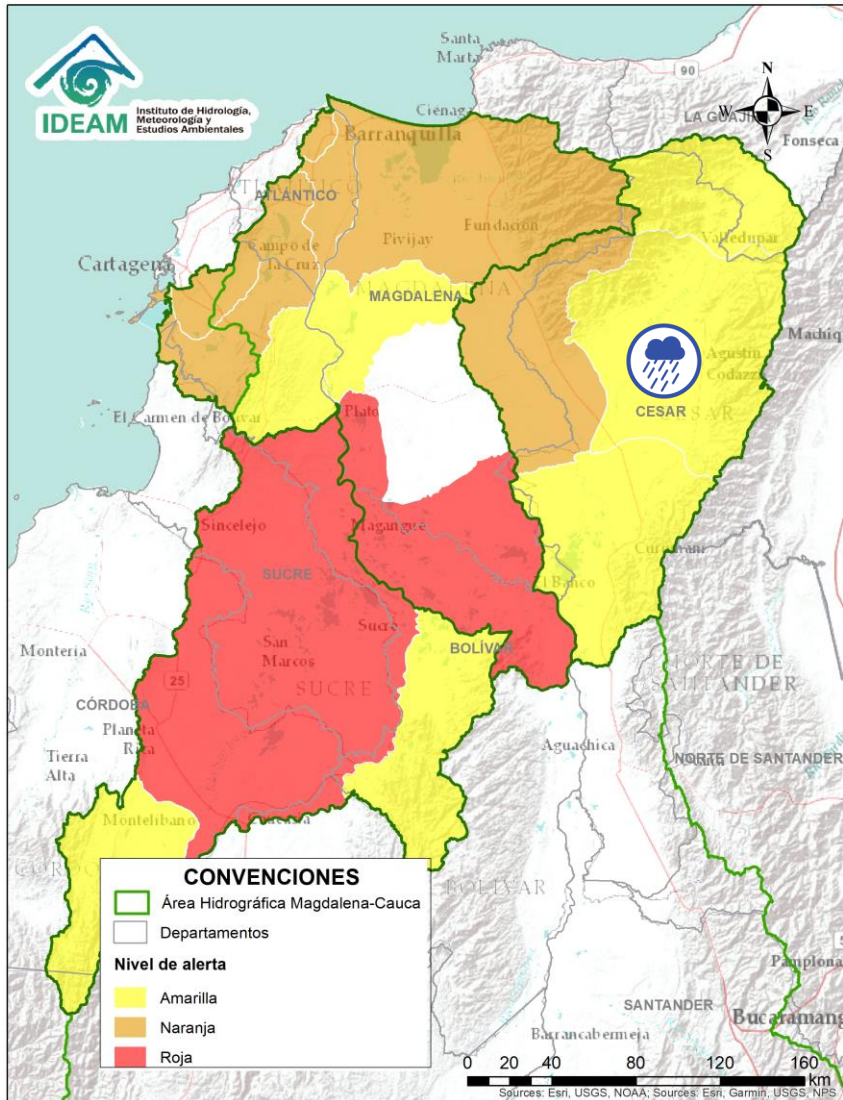 IDEAM
Instituto de Hidrología,
Meteorología y
Estudios Ambientales
Santa
Marta
90
N
W
E
S
Ciénaga
LA GUAJI
Fonseca
Barranquilla
ATLÁNTICO
Valledupar
Fundación
Pivijay
Campo de
la Cruz
Cartagena
MAGDALENA
Machiq
Agustín
Codazzi
El Carmen de Bolívar
Plato
CESAR
Sincelejo
Magangue
Curumaní
SUCRE
El Banco
Sucre
Montería
San
Marcos
BOLÍVAR
SUCRE
NORTE DE
SANTANDER
25
CÓRDOBA
Planeta
Rica
Aguachica
Tierra
Alta
NORTE DE SANTANDER
Montelibano
Caucasia
BOLÍVAR
CONVENCIONES
Área Hidrográfica Magdalena-Cauca
Departamentos
Nivel de alerta
Amarilla
Naranja
Roja
Pamplona
SANTANDER
Bucaramang
Barrancabermeja
0 20 40 80 120 160
Km
Sources: Esri, USGS, NOAA; Sources: Esri, Garmin, USGS, NPS